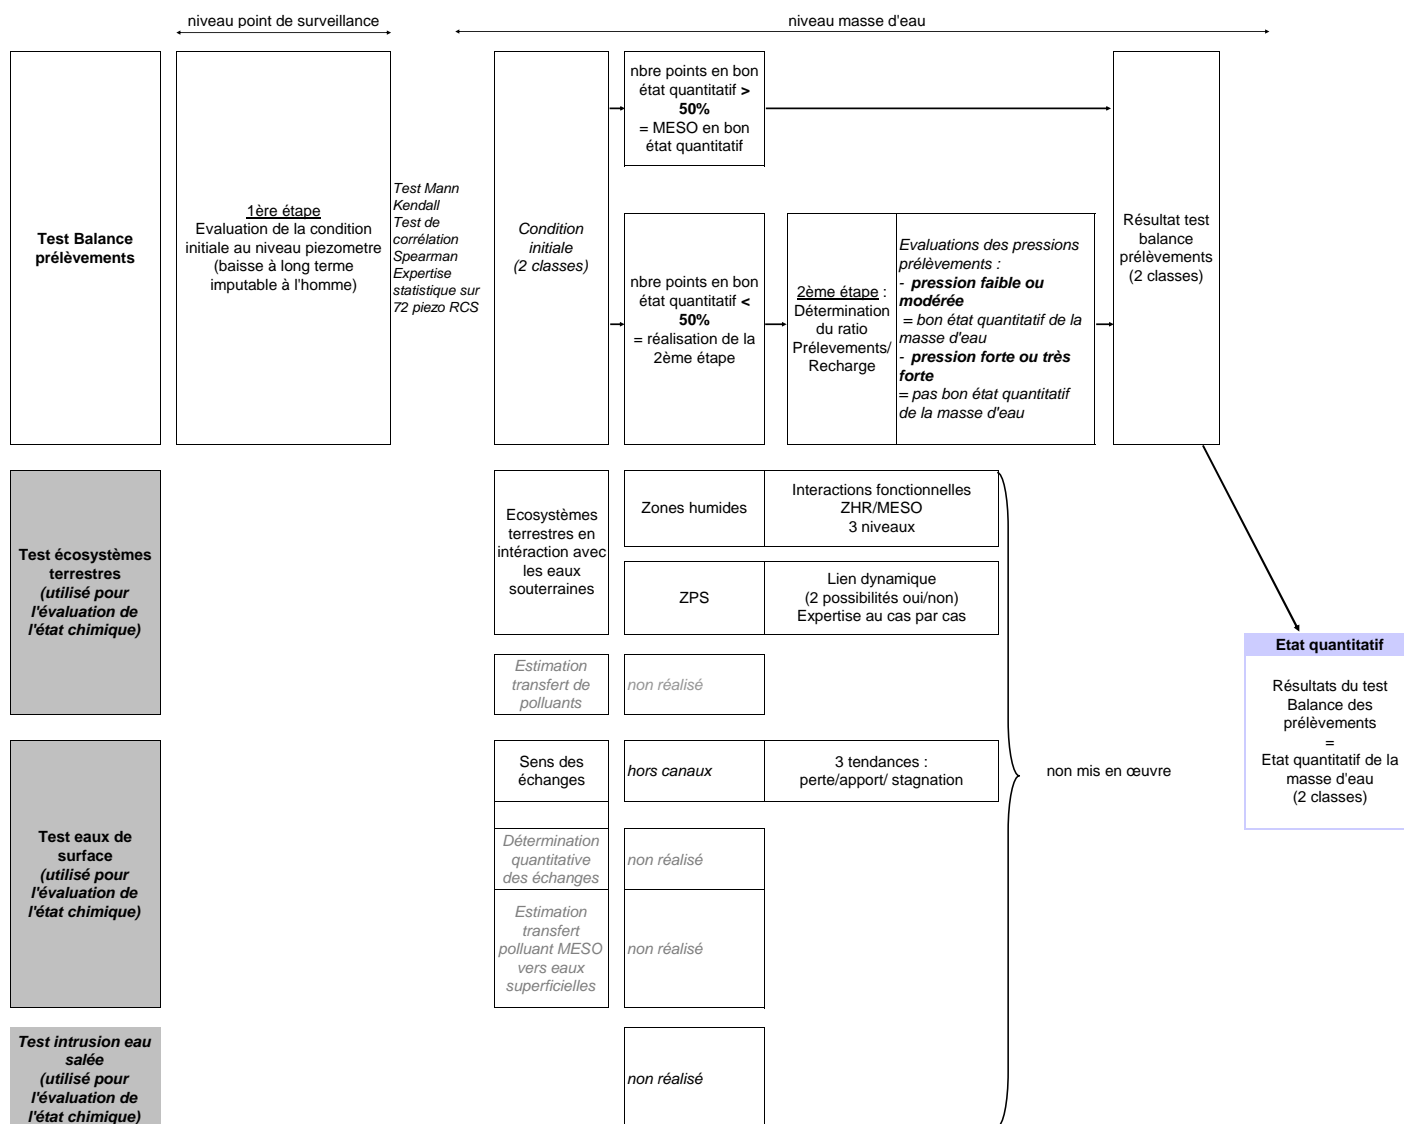 niveau point de surveillance
niveau masse d'eau
Test Balance
prélèvements
1ère étape
Evaluation de la condition
initiale au niveau piezometre
(baisse à long terme
imputable à l'homme)
Test Mann
Kendall
Test de
corrélation
Spearman
Expertise
statistique sur
72 piezo RCS
Condition
initiale
(2 classes)
nbre points en bon
état quantitatif >
50%
= MESO en bon
état quantitatif
nbre points en bon
état quantitatif <
50%
= réalisation de la
2ème étape
2ème étape :
Détermination
du ratio
Prélevements/
Recharge
Evaluations des pressions
prélèvements :
- pression faible ou
modérée
= bon état quantitatif de la
masse d'eau
- pression forte ou très
forte
= pas bon état quantitatif
de la masse d'eau
Résultat test
balance
prélèvements
(2 classes)
Test écosystèmes
terrestres
(utilisé pour
l'évaluation de
l'état chimique)
Ecosystèmes
terrestres en
intéraction avec
les eaux
souterraines
Zones humides
Interactions fonctionnelles
ZHR/MESO
3 niveaux
ZPS
Lien dynamique
(2 possibilités oui/non)
Expertise au cas par cas
Estimation
transfert de
polluants
non réalisé
Test eaux de
surface
(utilisé pour
l'évaluation de
l'état chimique)
Sens des
échanges
hors canaux
3 tendances :
perte/apport/ stagnation
Détermination
quantitative
des échanges
non réalisé
Estimation
transfert
polluant MESO
vers eaux
superficielles
non réalisé
Test intrusion eau
salée
(utilisé pour
l'évaluation de
l'état chimique)
non réalisé
non mis en œuvre
Etat quantitatif
Résultats du test
Balance des
prélèvements
=
Etat quantitatif de la
masse d'eau
(2 classes)